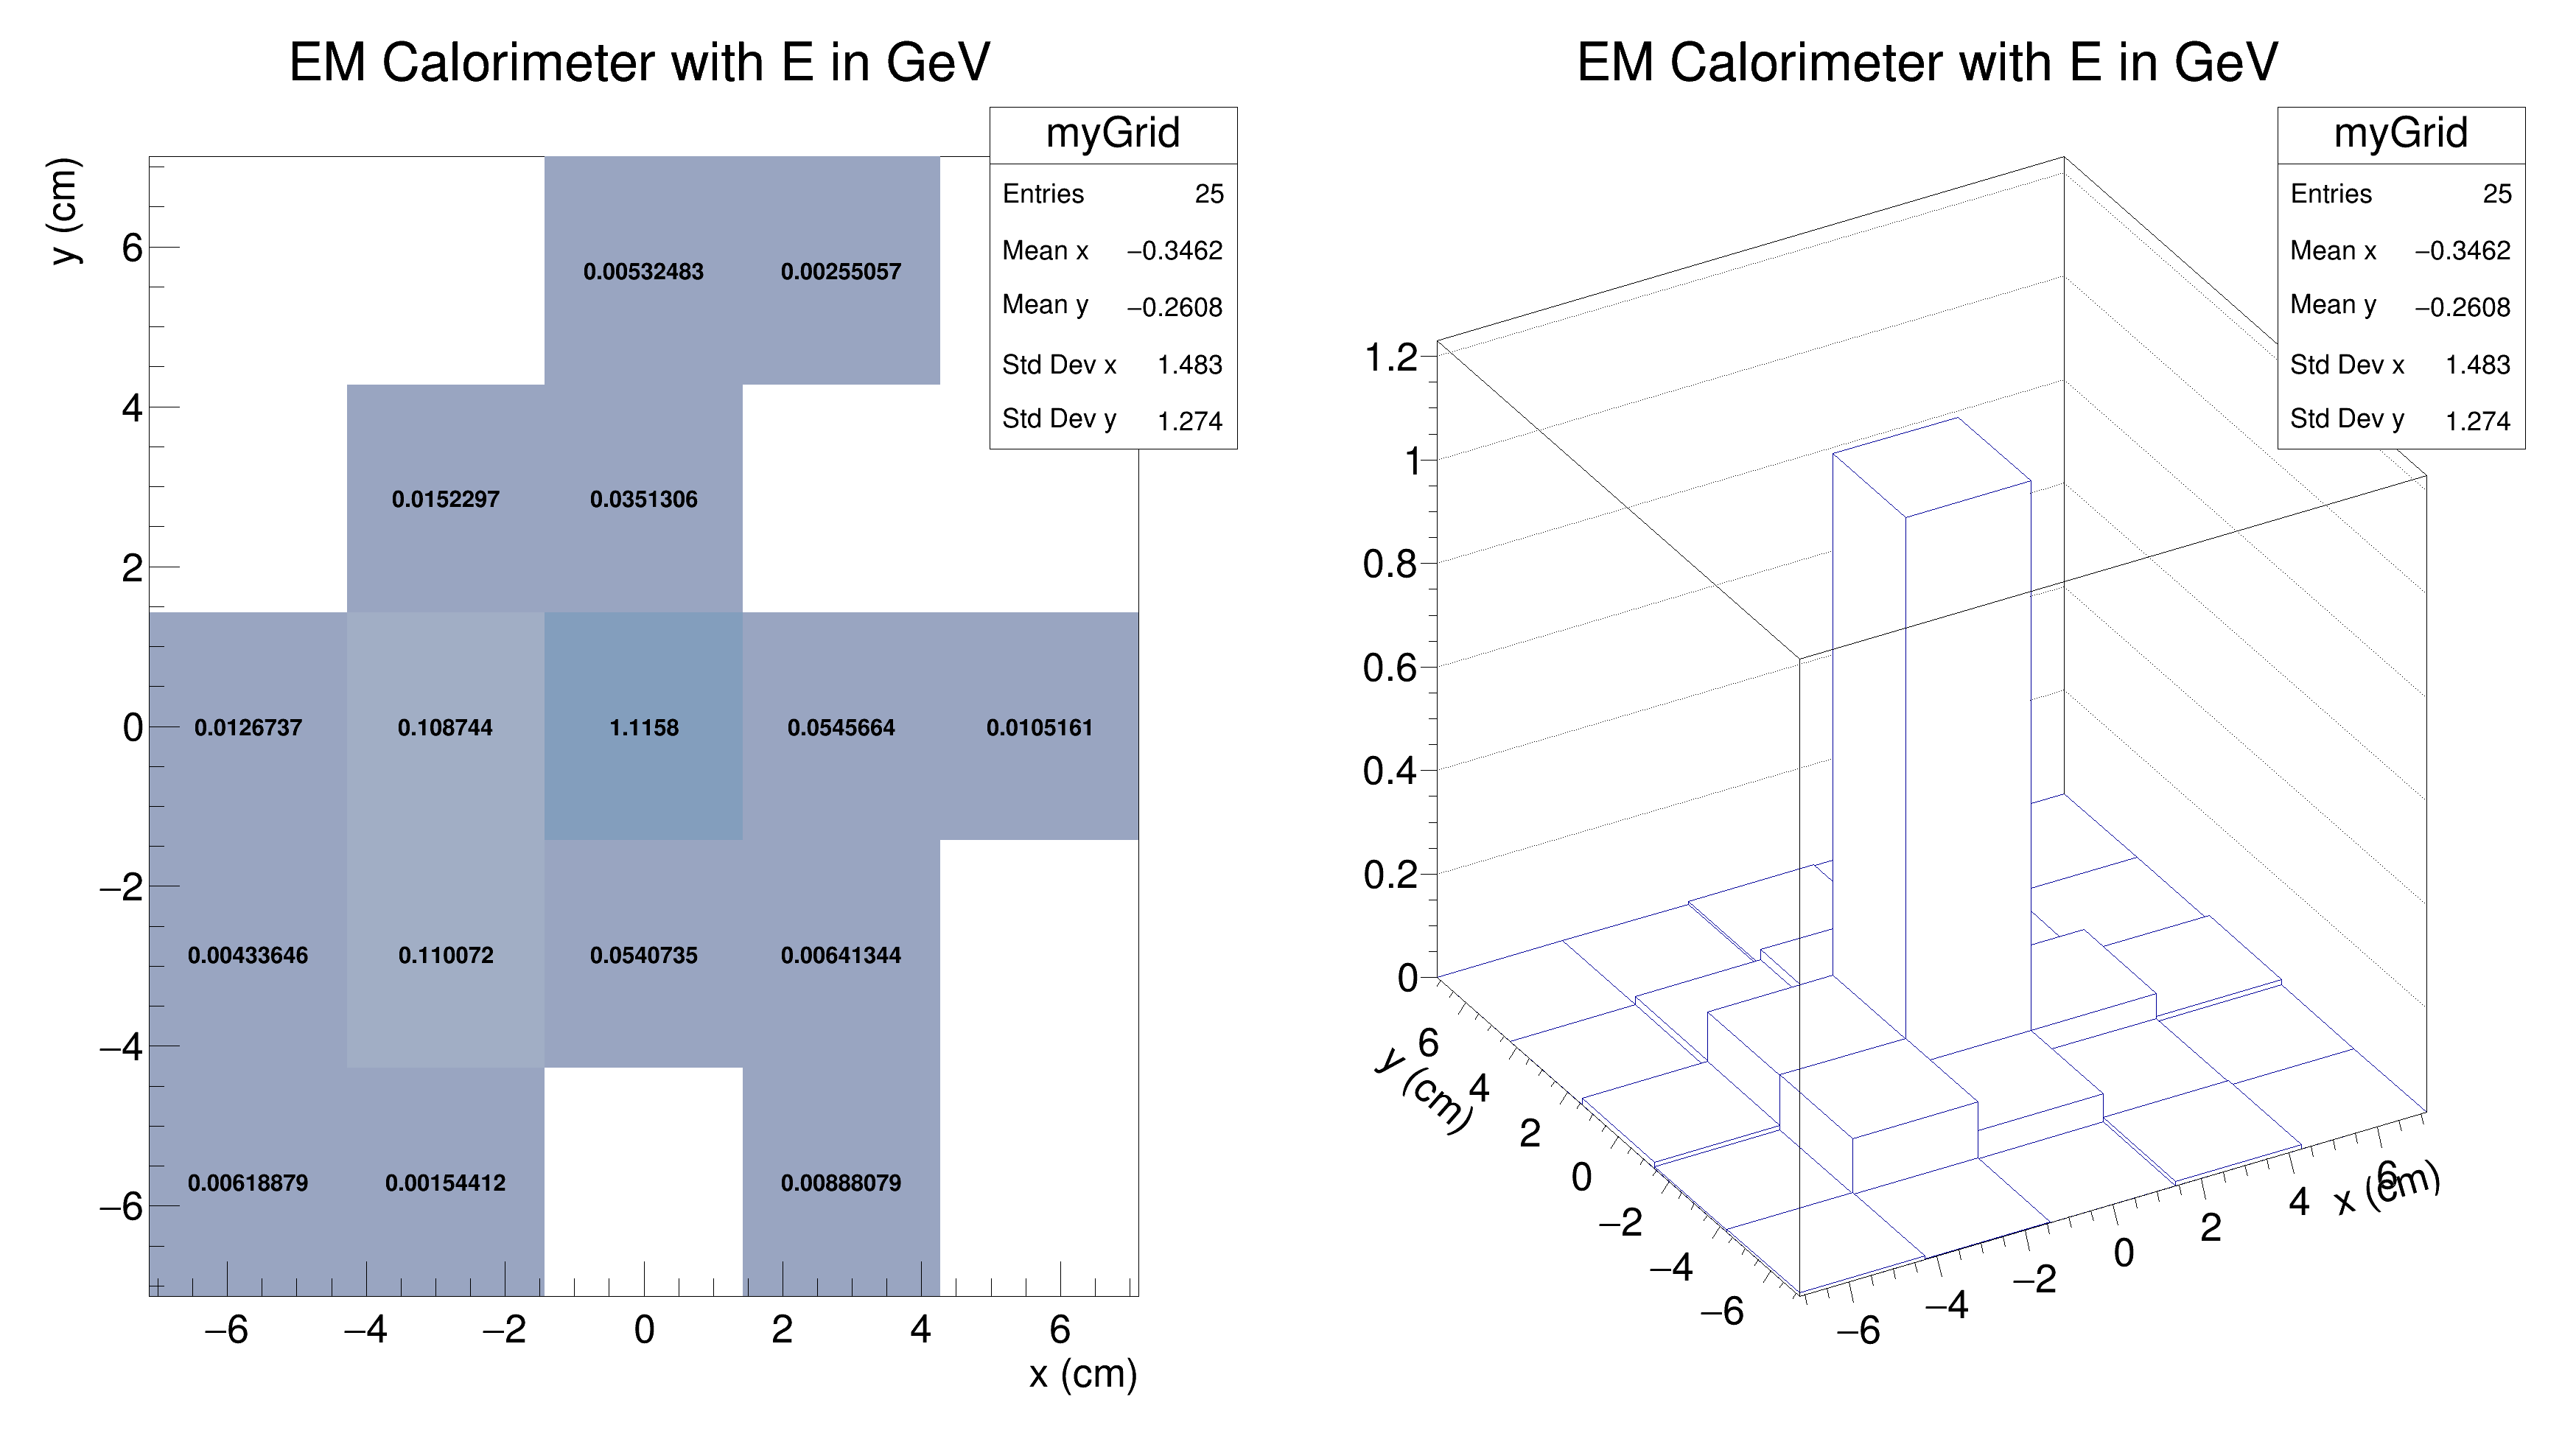 EM Calorimeter with E in GeV
myGrid
Entries 25
Mean x −0.3462
Mean y −0.2608
Std Dev x 1.483
Std Dev y 1.274
y (cm)
6
4
2
0
−2
−4
−6
0.00532483 0.00255057
0.0152297 0.0351306
0.0126737 0.108744 1.1158 0.0545664 0.0105161
0.00433646 0.110072 0.0540735 0.00641344
0.00618879 0.00154412 0.00888079
−6 −4 −2 0 2 4 6
x (cm)
EM Calorimeter with E in GeV
myGrid
Entries 25
Mean x −0.3462
Mean y −0.2608
Std Dev x 1.483
Std Dev y 1.274
1.2
1
0.8
0.6
0.4
0.2
0
6
4
2
0
−2
−4
−6
y (cm)
−6 −4 −2 0 2 4 6
x (cm)